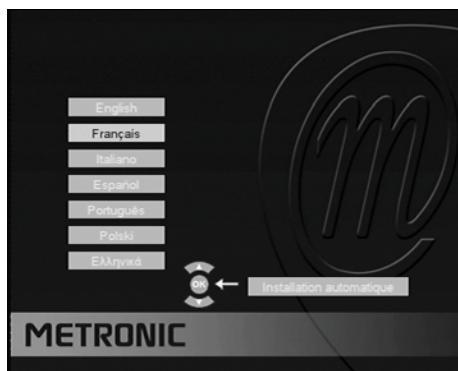 English
Français
Italiano
Español
Português
Polski
Ελληνικά
OK
Installation automatique
METRONIC